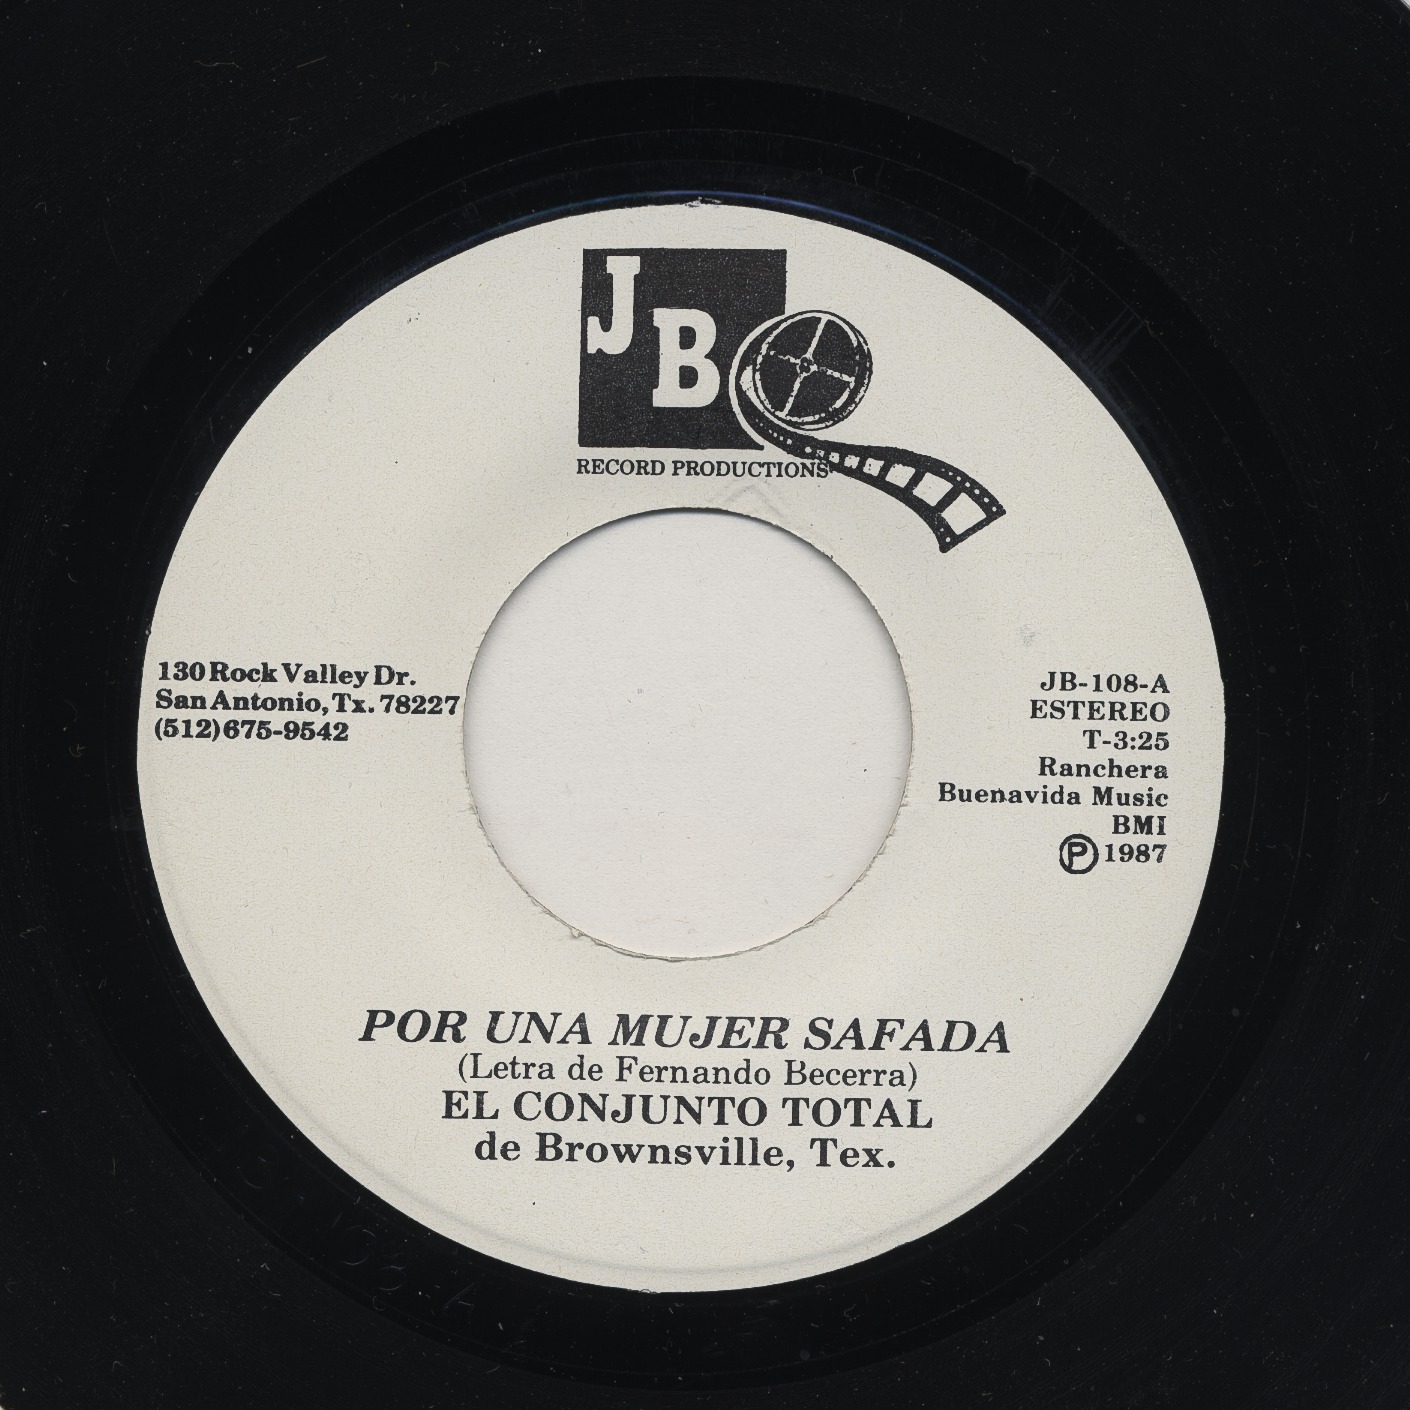 JB
RECORD PRODUCTIONS
130 Rock Valley Dr.
San Antonio, Tx. 78227
(512) 675-9542
JB-108-A
ESTEREO
T-3:25
Ranchera
Buenavida Music
BMI
Ⓟ 1987
POR UNA MUJER SAFADA
(Letra de Fernando Becerra)
EL CONJUNTO TOTAL
de Brownsville, Tex.